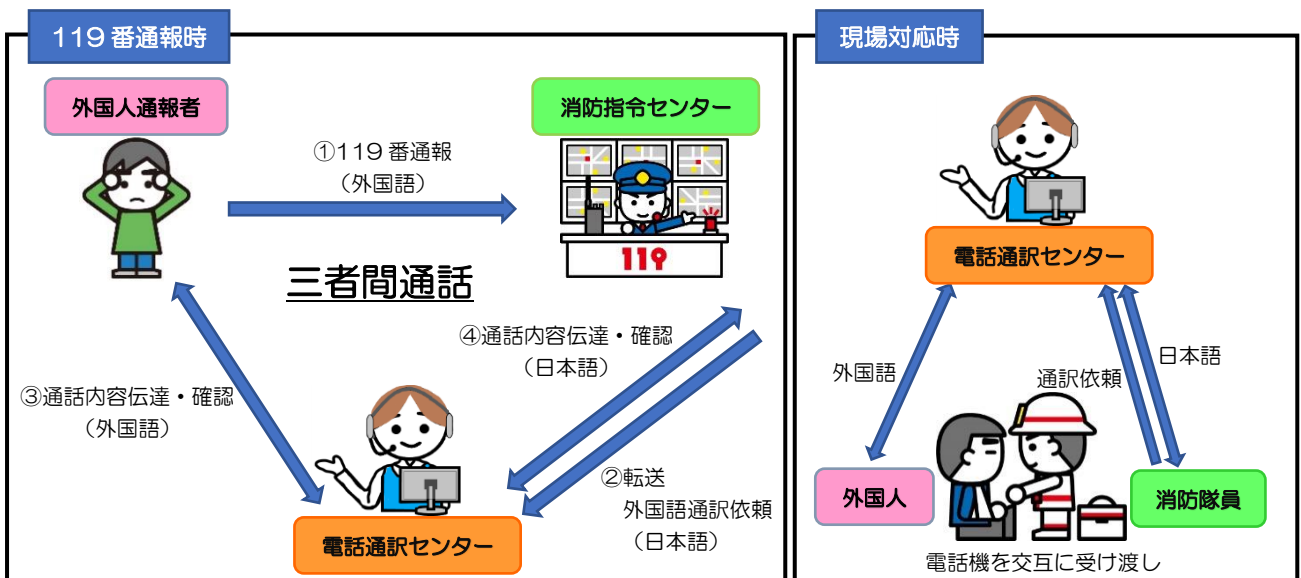 119番通報時
外国人通報者
消防指令センター
①119番通報
（外国語）
119
三者間通話
④通話内容伝達・確認
（日本語）
③通話内容伝達・確認
（外国語）
②転送
外国語通訳依頼
（日本語）
電話通訳センター
現場対応時
電話通訳センター
外国語
通訳依頼
日本語
外国人
消防隊員
電話機を交互に受け渡し